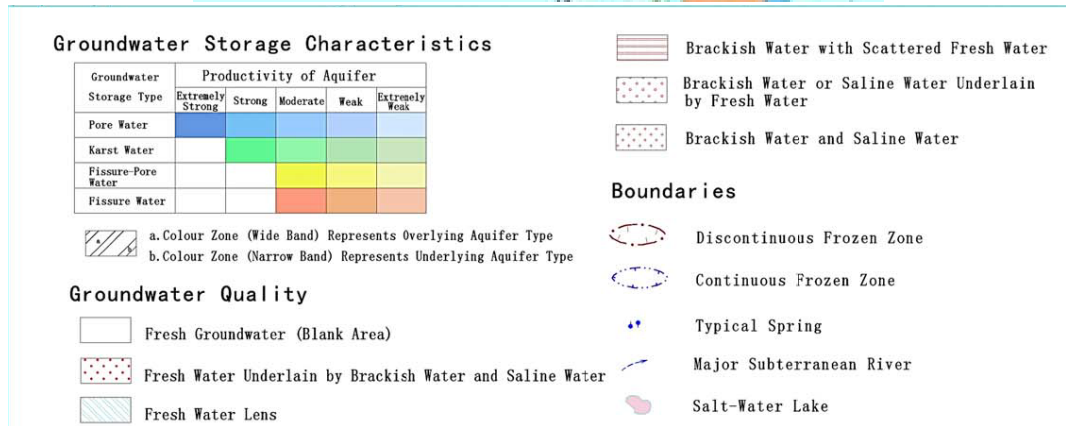 Groundwater Storage Characteristics
Groundwater Storage Type
Productivity of Aquifer
Extremely Strong
Strong
Moderate
Weak
Extremely Weak
Pore Water
Karst Water
Fissure-Pore Water
Fissure Water
a. Colour Zone (Wide Band) Represents Overlying Aquifer Type
b. Colour Zone (Narrow Band) Represents Underlying Aquifer Type
Groundwater Quality
Fresh Groundwater (Blank Area)
Fresh Water Underlain by Brackish Water and Saline Water
Fresh Water Lens
Brackish Water with Scattered Fresh Water
Brackish Water or Saline Water Underlain
by Fresh Water
Brackish Water and Saline Water
Boundaries
Discontinuous Frozen Zone
Continuous Frozen Zone
Typical Spring
Major Subterranean River
Salt-Water Lake